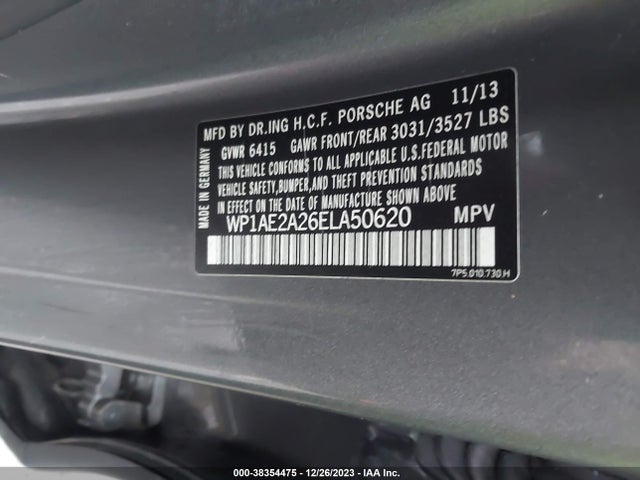 MFD BY DR.ING H.C.F. PORSCHE AG 11/13
GVWR 6415 GAWR FRONT/REAR 3031/3527 LBS
THIS VEHICLE CONFORMS TO ALL APPLICABLE U.S.FEDERAL MOTOR
VEHICLE SAFETY,BUMPER,AND THEFT PREVENTION STANDARDS
IN EFFECT ON THE DATE OF MANUFACTURE SHOWN ABOVE
WP1AE2A26ELA50620 MPV
MADE IN GERMANY
7P5.010.730.H
000-38354475 - 12/26/2023 - IAA Inc.